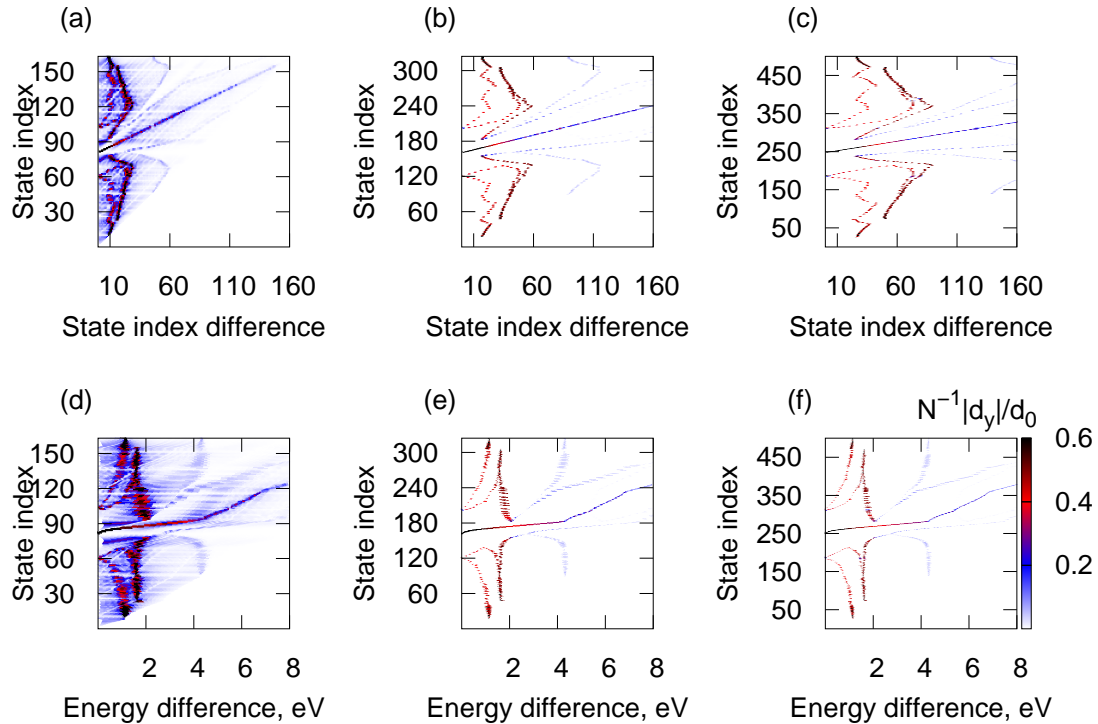 (a) (b) (c)
State index
150
120
90
60
30
10 60 110 160
State index difference
State index
300
240
180
120
60
10 60 110 160
State index difference
State index
450
350
250
150
50
10 60 110 160
State index difference
(d) (e) (f)
State index
150
120
90
60
30
2 4 6 8
Energy difference, eV
State index
300
240
180
120
60
2 4 6 8
Energy difference, eV
State index
450
350
250
150
50
2 4 6 8
Energy difference, eV
N⁻¹|d_y|/d₀
0.6
0.4
0.2